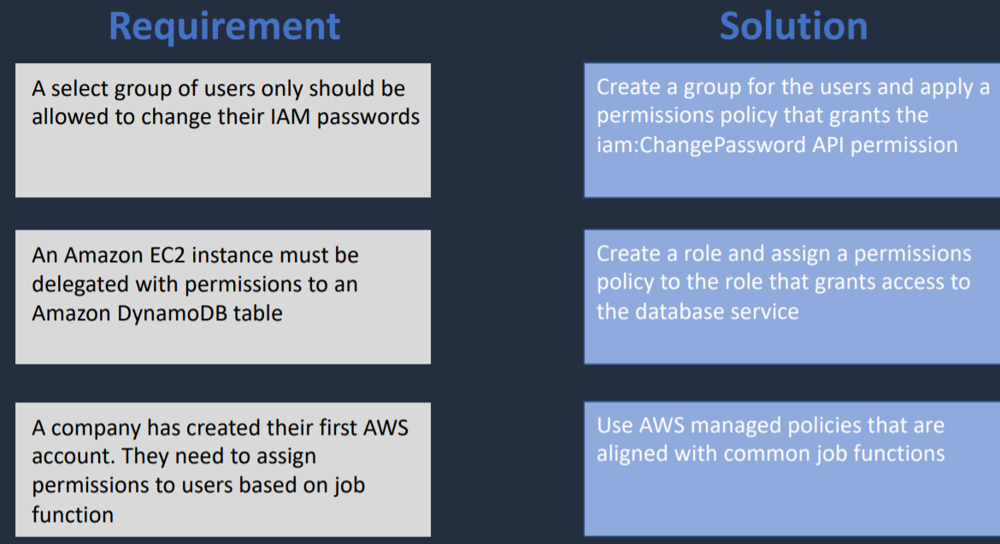 Requirement
Solution
A select group of users only should be
allowed to change their IAM passwords
Create a group for the users and apply a
permissions policy that grants the
iam:ChangePassword API permission
An Amazon EC2 instance must be
delegated with permissions to an
Amazon DynamoDB table
Create a role and assign a permissions
policy to the role that grants access to
the database service
A company has created their first AWS
account. They need to assign
permissions to users based on job
function
Use AWS managed policies that are
aligned with common job functions